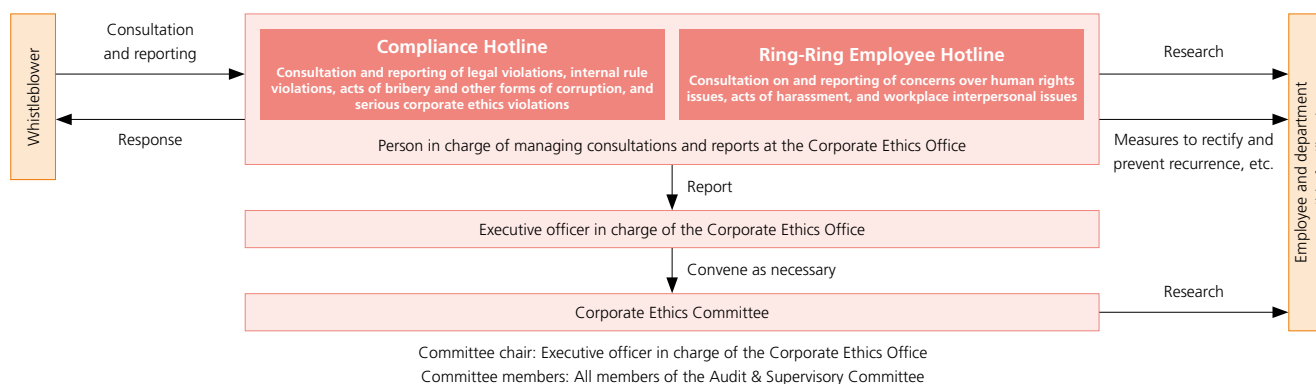 Whistleblower
Consultation
and reporting
Response
Compliance Hotline
Consultation and reporting of legal violations, internal rule
violations, acts of bribery and other forms of corruption, and
serious corporate ethics violations
Ring-Ring Employee Hotline
Consultation on and reporting of concerns over human rights
issues, acts of harassment, and workplace interpersonal issues
Person in charge of managing consultations and reports at the Corporate Ethics Office
Research
Measures to rectify and
prevent recurrence, etc.
Employee and department
Report
Executive officer in charge of the Corporate Ethics Office
Convene as necessary
Corporate Ethics Committee
Research
Committee chair: Executive officer in charge of the Corporate Ethics Office
Committee members: All members of the Audit & Supervisory Committee